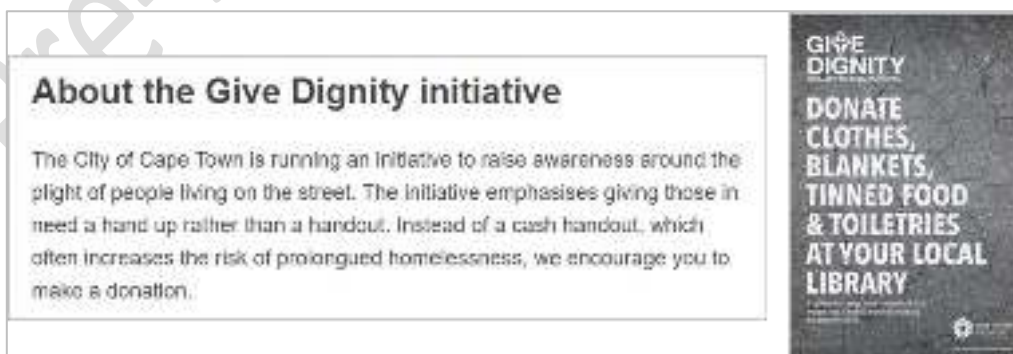 About the Give Dignity initiative
The City of Cape Town is running an initiative to raise awareness around the
plight of people living on the street. The initiative emphasises giving those in
need a hand up rather than a handout. Instead of a cash handout, which
often increases the risk of prolongued homelessness, we encourage you to
make a donation.
GIVE
DIGNITY
DONATE
CLOTHES,
BLANKETS,
TINNED FOOD
& TOILETRIES
AT YOUR LOCAL
LIBRARY